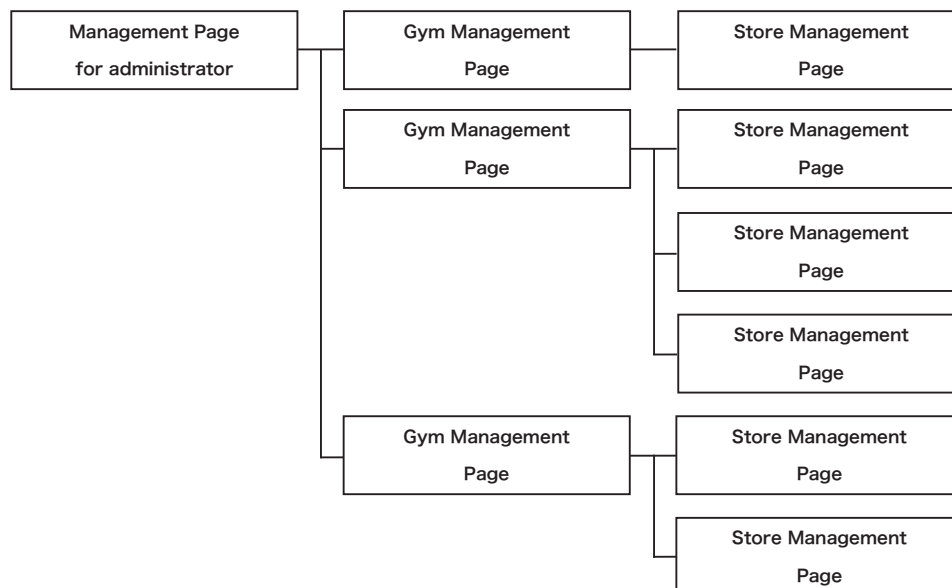 Management Page
for administrator
Gym Management
Page
Store Management
Page
Gym Management
Page
Store Management
Page
Store Management
Page
Store Management
Page
Gym Management
Page
Store Management
Page
Store Management
Page